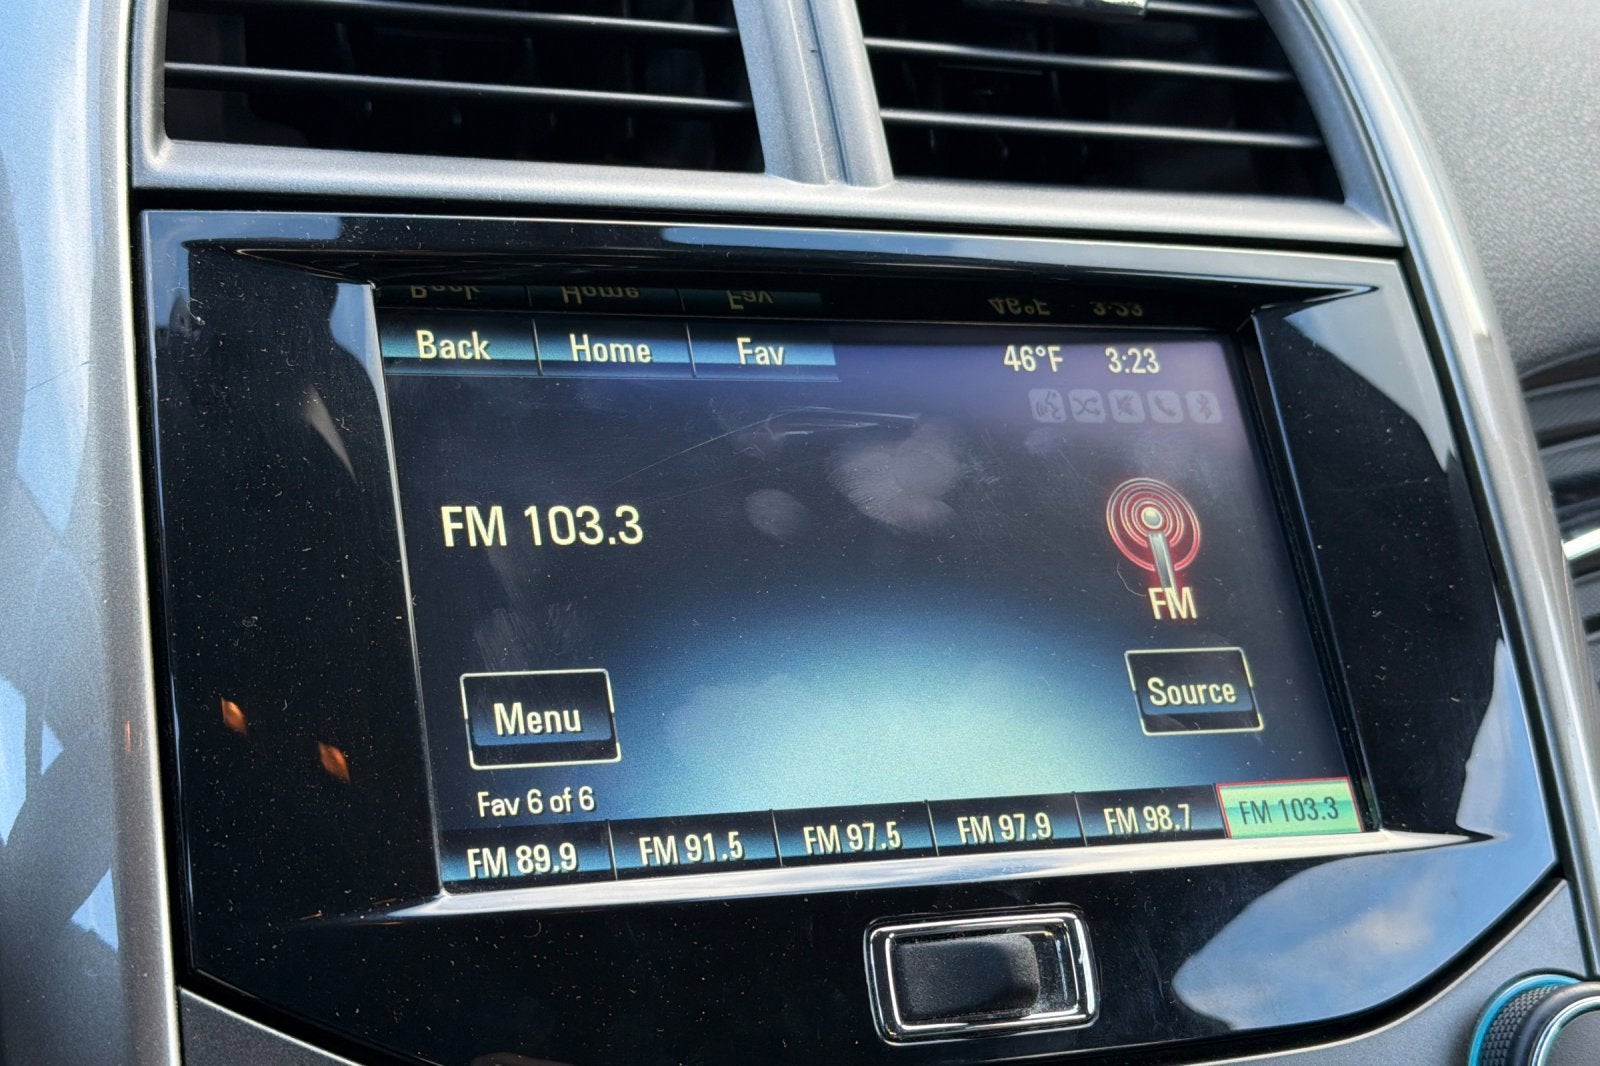 Back Home Fav 46°F 3:23
FM 103.3
FM
Menu
Source
Fav 6 of 6
FM 89.9 FM 91.5 FM 97.5 FM 97.9 FM 98.7 FM 103.3